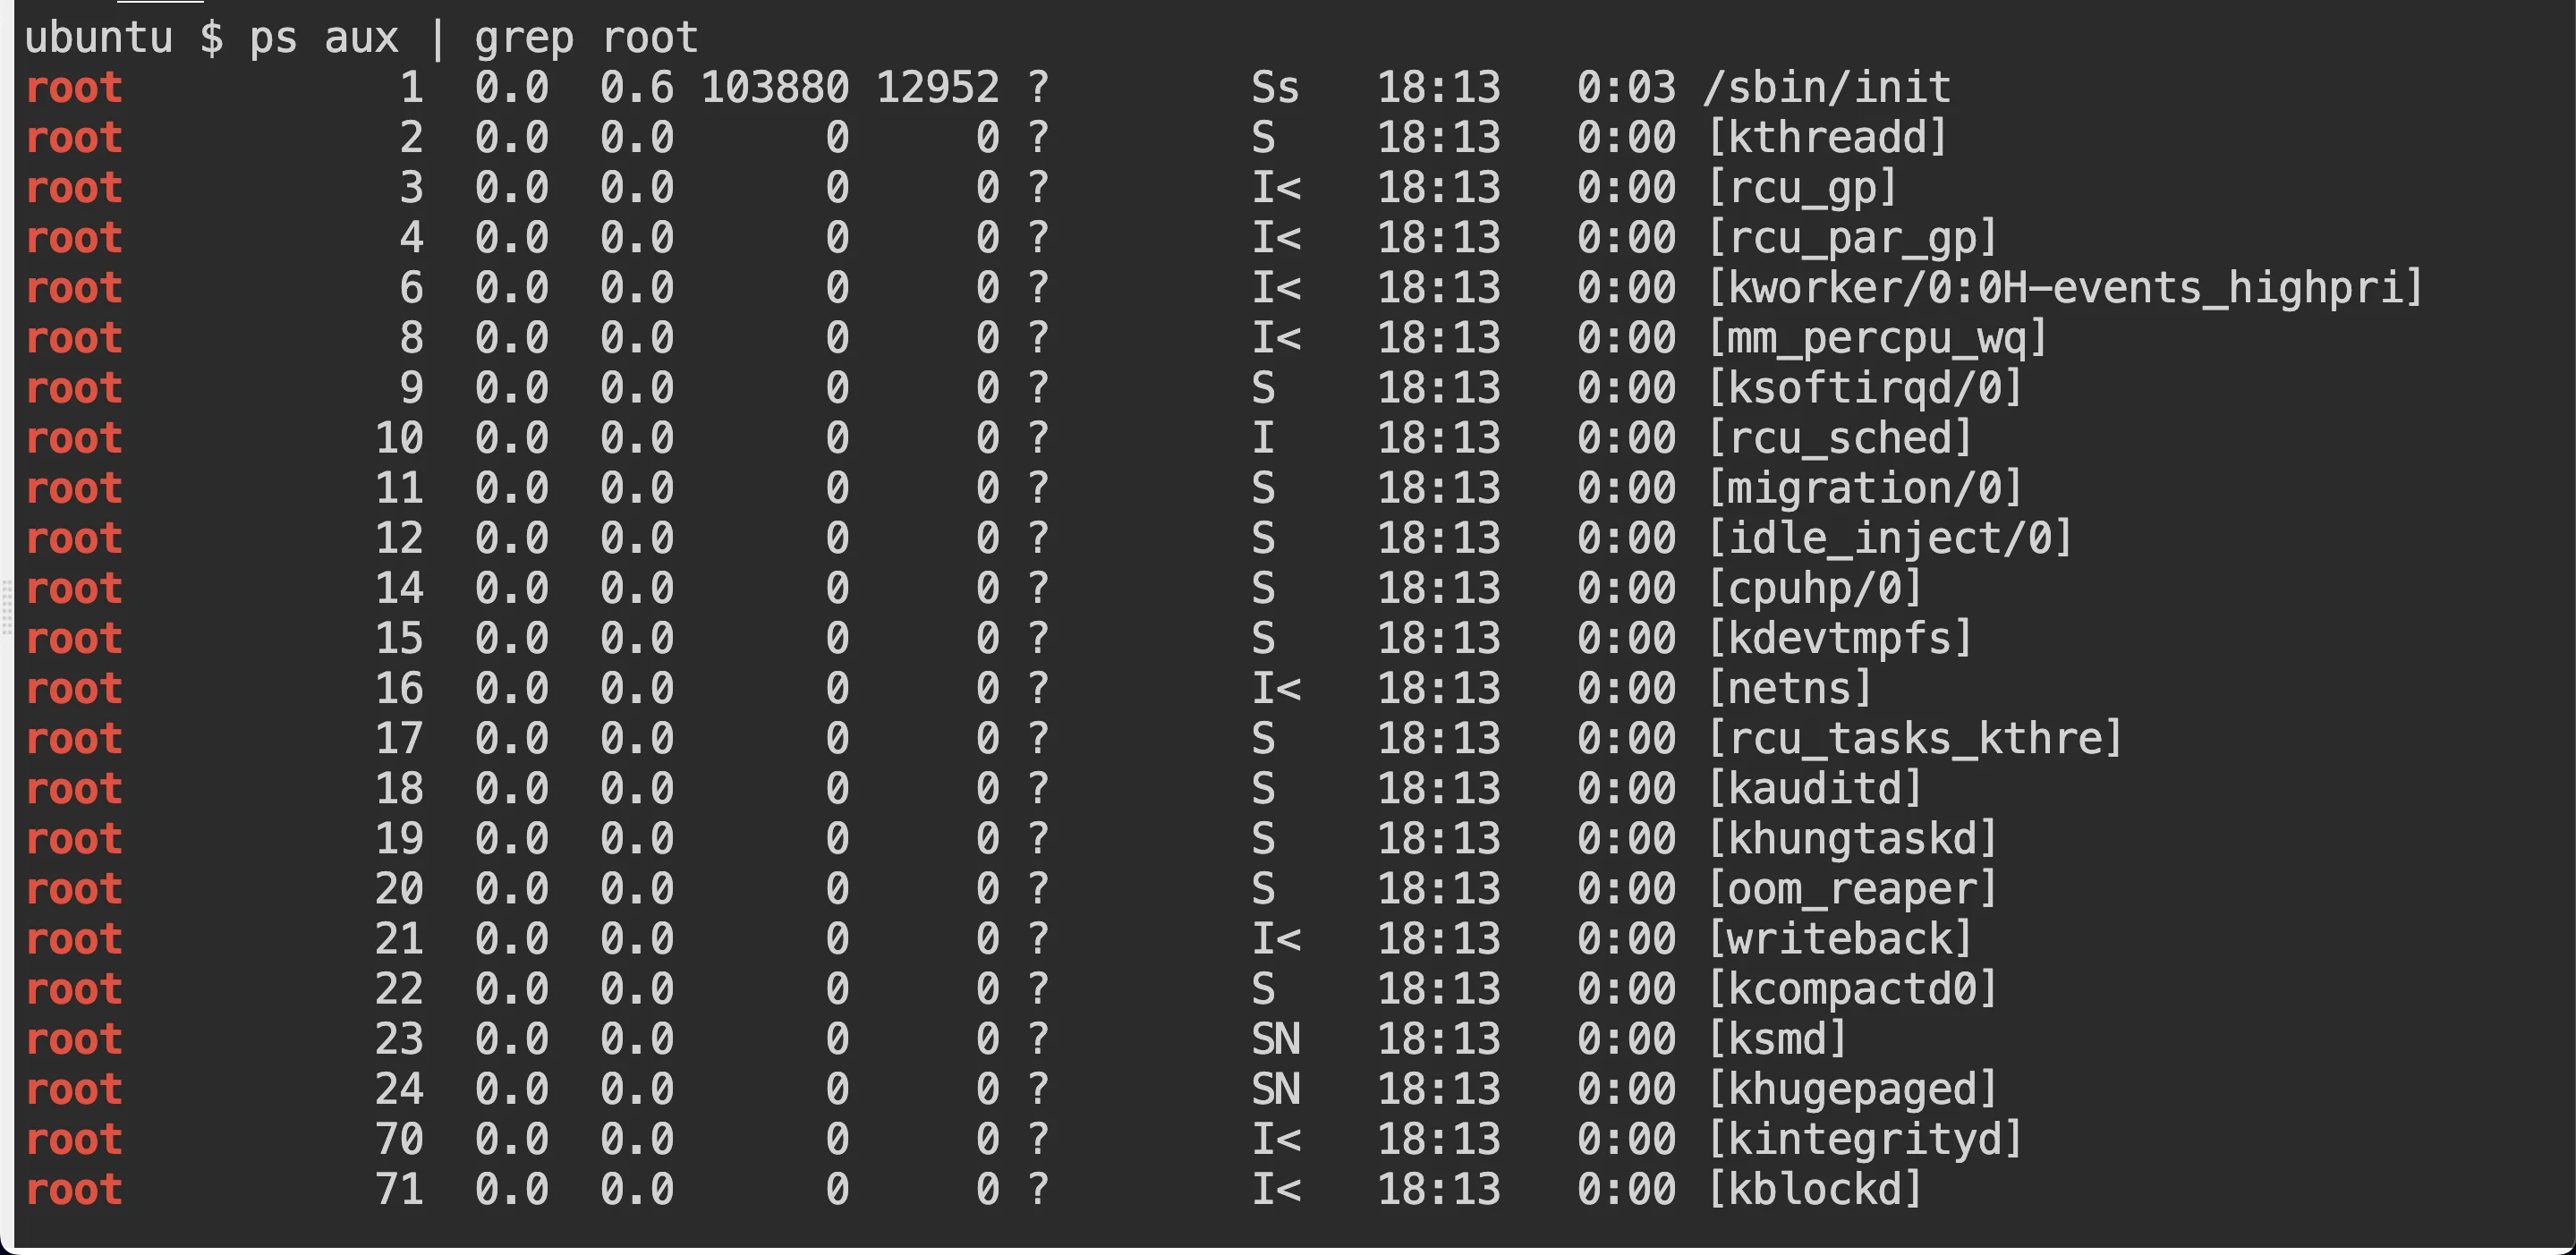 ubuntu $ ps aux | grep root
root           1  0.0  0.6 103880 12952 ?        Ss   18:13   0:03 /sbin/init
root           2  0.0  0.0      0     0 ?        S    18:13   0:00 [kthreadd]
root           3  0.0  0.0      0     0 ?        I<   18:13   0:00 [rcu_gp]
root           4  0.0  0.0      0     0 ?        I<   18:13   0:00 [rcu_par_gp]
root           6  0.0  0.0      0     0 ?        I<   18:13   0:00 [kworker/0:0H-events_highpri]
root           8  0.0  0.0      0     0 ?        I<   18:13   0:00 [mm_percpu_wq]
root           9  0.0  0.0      0     0 ?        S    18:13   0:00 [ksoftirqd/0]
root          10  0.0  0.0      0     0 ?        I    18:13   0:00 [rcu_sched]
root          11  0.0  0.0      0     0 ?        S    18:13   0:00 [migration/0]
root          12  0.0  0.0      0     0 ?        S    18:13   0:00 [idle_inject/0]
root          14  0.0  0.0      0     0 ?        S    18:13   0:00 [cpuhp/0]
root          15  0.0  0.0      0     0 ?        S    18:13   0:00 [kdevtmpfs]
root          16  0.0  0.0      0     0 ?        I<   18:13   0:00 [netns]
root          17  0.0  0.0      0     0 ?        S    18:13   0:00 [rcu_tasks_kthre]
root          18  0.0  0.0      0     0 ?        S    18:13   0:00 [kauditd]
root          19  0.0  0.0      0     0 ?        S    18:13   0:00 [khungtaskd]
root          20  0.0  0.0      0     0 ?        S    18:13   0:00 [oom_reaper]
root          21  0.0  0.0      0     0 ?        I<   18:13   0:00 [writeback]
root          22  0.0  0.0      0     0 ?        S    18:13   0:00 [kcompactd0]
root          23  0.0  0.0      0     0 ?        SN   18:13   0:00 [ksmd]
root          24  0.0  0.0      0     0 ?        SN   18:13   0:00 [khugepaged]
root          70  0.0  0.0      0     0 ?        I<   18:13   0:00 [kintegrityd]
root          71  0.0  0.0      0     0 ?        I<   18:13   0:00 [kblockd]